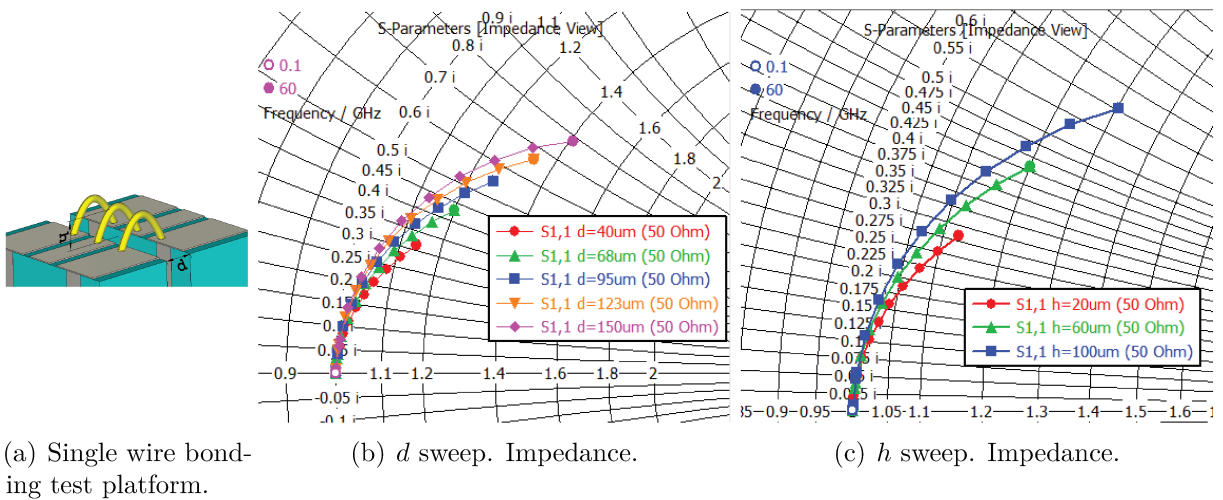 h
d
S-Parameters [Impedance View]
0.1
60
Frequency / GHz
0.9 i
1.1
0.8 i
1.2
0.7 i
1.4
0.6 i
1.6
0.5 i
1.8
0.45 i
2
0.4 i
0.35 i
0.3 i
0.2 i
S1,1 d=40um (50 Ohm)
S1,1 d=68um (50 Ohm)
S1,1 d=95um (50 Ohm)
S1,1 d=123um (50 Ohm)
S1,1 d=150um (50 Ohm)
0.9 1.1 1.2 1.4 1.6 1.8 2
-0.05 i
-0.1 i
S-Parameters [Impedance View]
0.1
60
Frequency / GHz
0.6 i
0.55 i
0.5 i
0.475 i
0.45 i
0.425 i
0.4 i
0.375 i
0.35 i
0.325 i
0.3 i
0.275 i
0.25 i
0.225 i
0.2 i
0.175 i
0.15 i
0.125 i
0.1 i
0.075 i
S1,1 h=20um (50 Ohm)
S1,1 h=60um (50 Ohm)
S1,1 h=100um (50 Ohm)
0.9 0.95 1.05 1.1 1.2 1.3 1.4 1.5 1.6
(a) Single wire bond-
ing test platform.
(b) d sweep. Impedance.
(c) h sweep. Impedance.